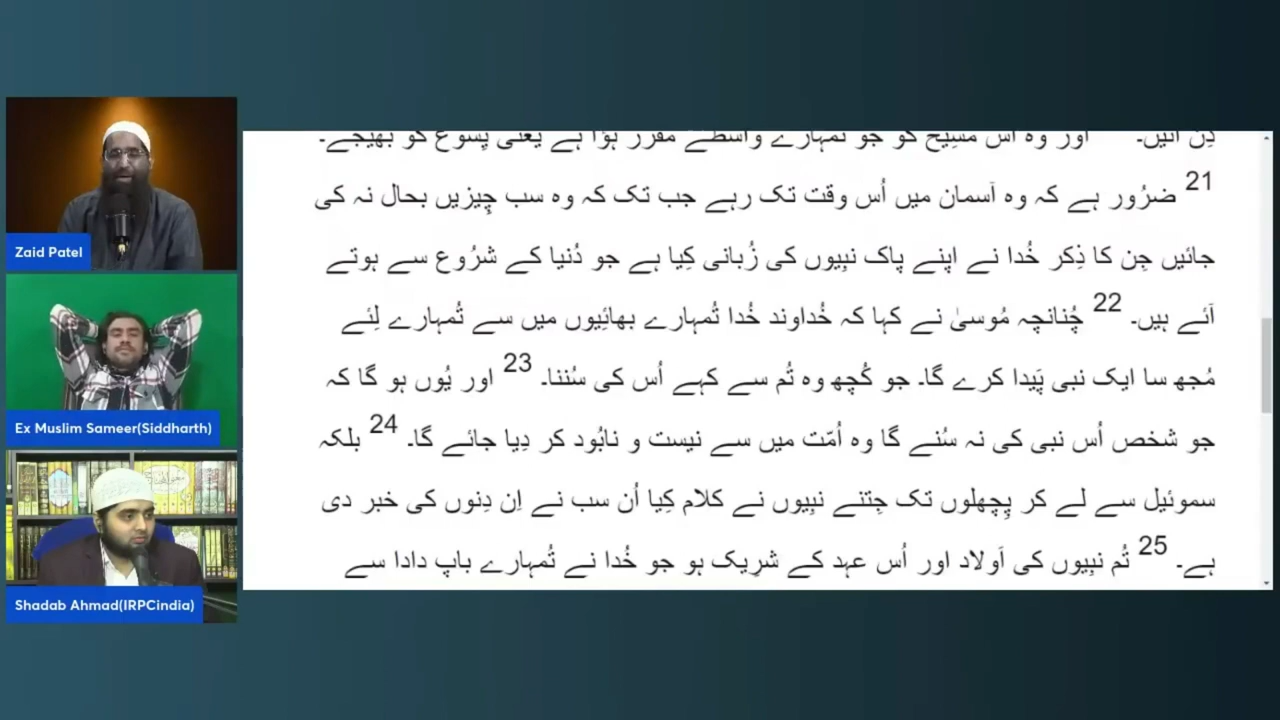 Zaid Patel
Ex Muslim Sameer(Siddharth)
Shadab Ahmad(IRPCindia)
دِن آئیں۔ اور وہ اُس مسِیح کو جو تُمہارے واسطے مُقرّر ہُؤا ہے یعنی یِسُوع کو بھیجے۔
21 ضرُور ہے کہ وہ آسمان میں اُس وقت تک رہے جب تک کہ وہ سب چِیزیں بحال نہ کی
جائیں جِن کا ذِکر خُدا نے اپنے پاک نبِیوں کی زُبانی کِیا ہے جو دُنیا کے شرُوع سے ہوتے
آئے ہیں۔ 22 چُنانچہ مُوسیٰ نے کہا کہ خُداوند خُدا تُمہارے بھائِیوں میں سے تُمہارے لِئے
مُجھ سا ایک نبی پَیدا کرے گا۔ جو کُچھ وہ تُم سے کہے اُس کی سُننا۔ 23 اور یُوں ہو گا کہ
جو شخص اُس نبی کی نہ سُنے گا وہ اُمّت میں سے نیست و نابُود کر دِیا جائے گا۔ 24 بلکہ
سموئیل سے لے کر پِچھلوں تک جِتنے نبِیوں نے کلام کِیا اُن سب نے اِن دِنوں کی خبر دی
ہے۔ 25 تُم نبِیوں کی اَولاد اور اُس عہد کے شرِیک ہو جو خُدا نے تُمہارے باپ دادا سے